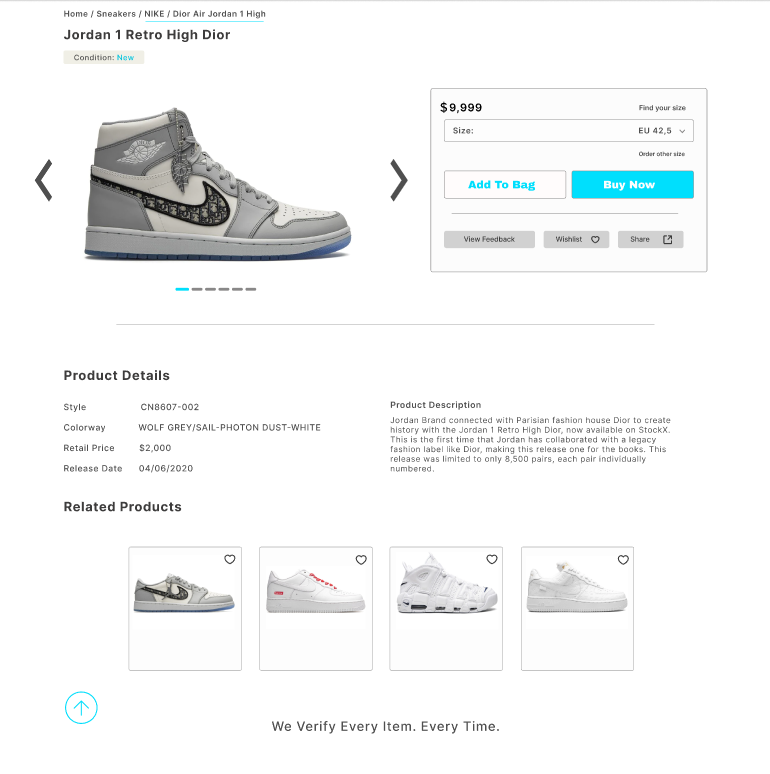 Home / Sneakers / NIKE / Dior Air Jordan 1 High
Jordan 1 Retro High Dior
Condition: New
$9,999
Find your size
Size:
EU 42,5
Order other size
Add To Bag
Buy Now
View Feedback
Wishlist
Share
Product Details
Style CN8607-002
Colorway WOLF GREY/SAIL-PHOTON DUST-WHITE
Retail Price $2,000
Release Date 04/06/2020
Product Description
Jordan Brand connected with Parisian fashion house Dior to create
history with the Jordan 1 Retro High Dior, now available on StockX.
This is the first time that Jordan has collaborated with a legacy
fashion label like Dior, making this release one for the books. This
release was limited to only 8,500 pairs, each pair individually
numbered.
Related Products
We Verify Every Item. Every Time.